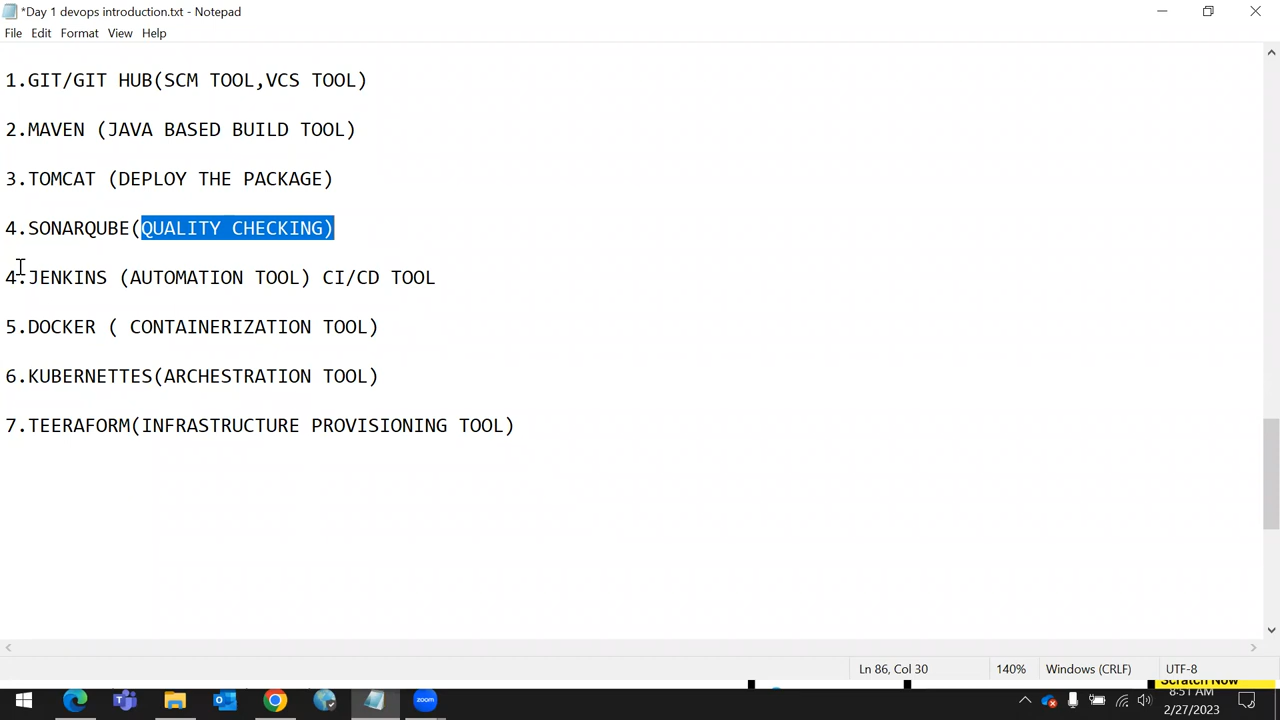 *Day 1 devops introduction.txt - Notepad
File Edit Format View Help
1.GIT/GIT HUB(SCM TOOL,VCS TOOL)
2.MAVEN (JAVA BASED BUILD TOOL)
3.TOMCAT (DEPLOY THE PACKAGE)
4.SONARQUBE(QUALITY CHECKING)
4.JENKINS (AUTOMATION TOOL) CI/CD TOOL
5.DOCKER ( CONTAINERIZATION TOOL)
6.KUBERNETTES(ARCHESTRATION TOOL)
7.TEERAFORM(INFRASTRUCTURE PROVISIONING TOOL)
Ln 86, Col 30 140% Windows (CRLF) UTF-8
Scratch Now
zoom
8:51 AM
2/27/2023